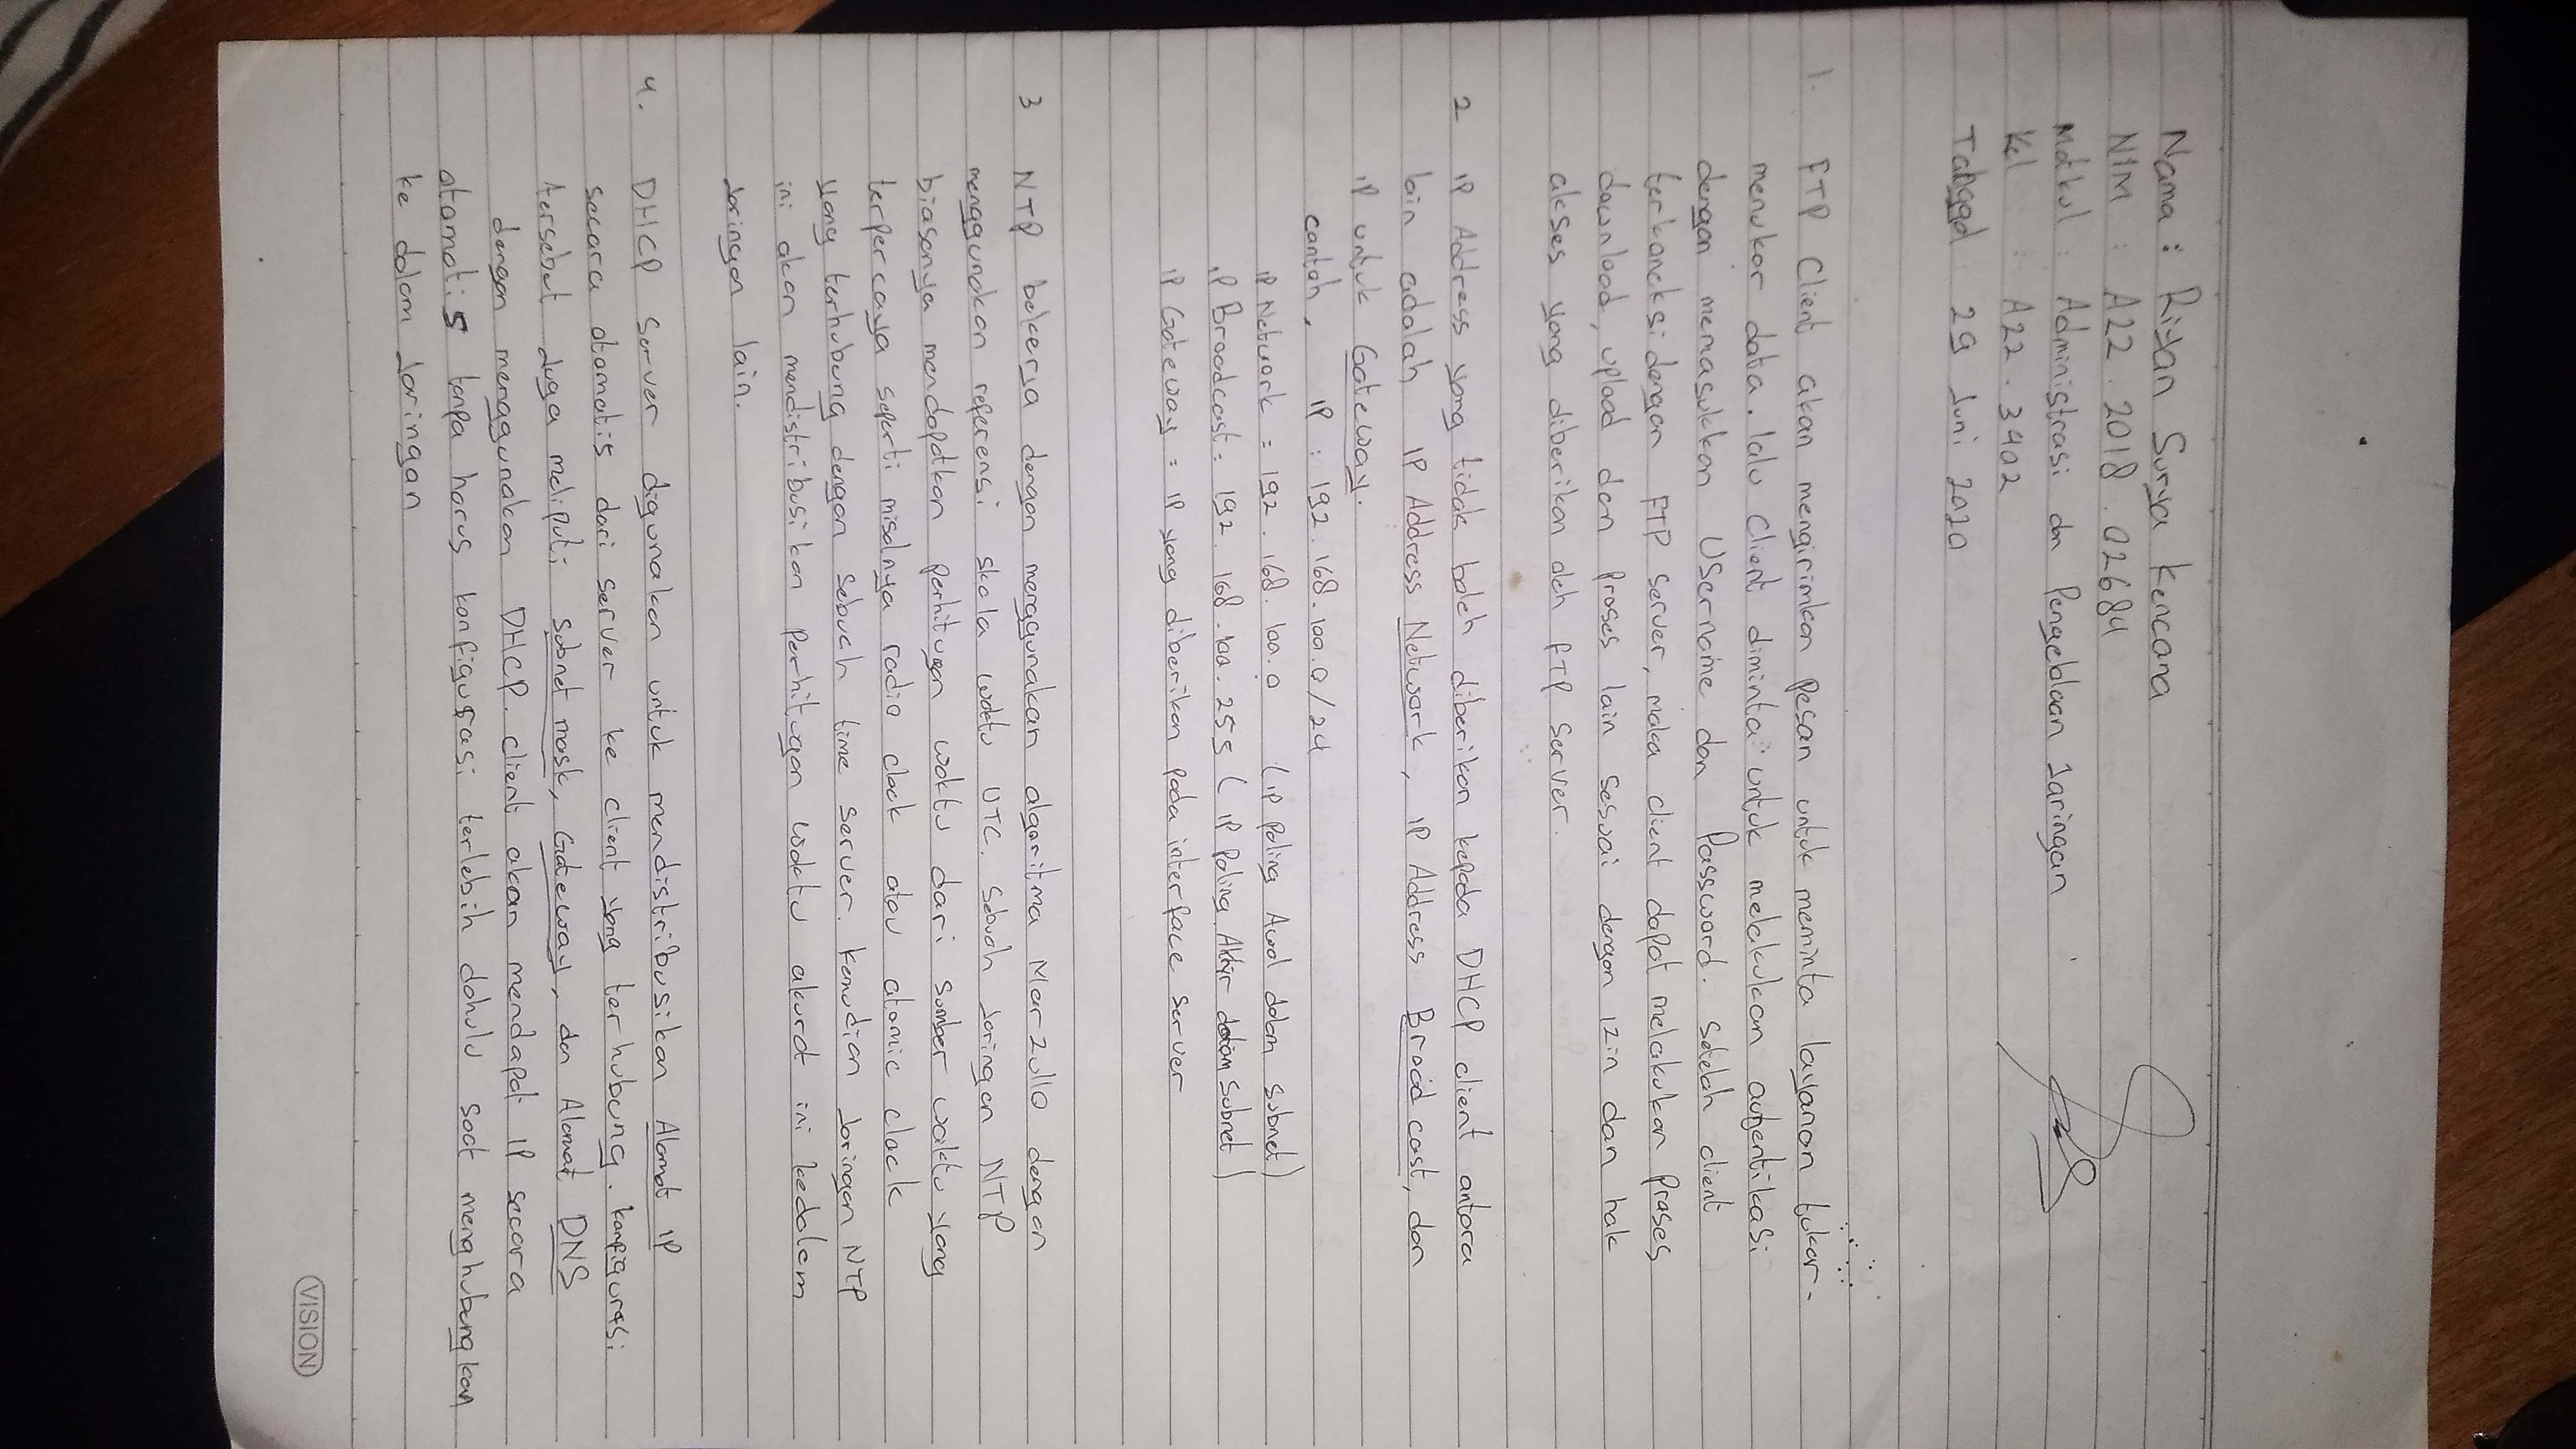 Nama : Riyan Surya Kencana
NIM : A22.2018.02684
Matkul : Administrasi dan Pengelolaan Jaringan
Kel : A22.3402
Tanggal : 29 Juni 2020
1. FTP Client akan mengirimkan pesan untuk meminta layanan tukar-
menukar data. lalu client diminta untuk melakukan autentikasi
dengan memasukkan Username dan Password. setelah client
terkoneksi dengan FTP server, maka client dapat melakukan proses
download, upload dan proses lain sesuai dengan izin dan hak
akses yang diberikan oleh FTP server.
2 IP Address yang tidak boleh diberikan kepada DHCP client antara
lain adalah IP Address Network, IP Address Broadcast, dan
IP untuk Gateway.
contoh, IP : 192.168.100.0/24
IP Network = 192.168.100.0 (IP Paling Awal dalam subnet)
IP Broadcast = 192.168.100.255 (IP Paling Akhir dalam Subnet)
IP Gateway = IP yang diberikan pada interface server
3 NTP bekerja dengan menggunakan algoritma Marzullo dengan
menggunakan referensi skala waktu UTC. Sebuah Jaringan NTP
biasanya mendapatkan perhitugan waktu dari sumber waktu yang
terpercaya seperti misalnya radio clock atau atomic clock
yang terhubung dengan sebuah time server. Kemudian Jaringan NTP
ini akan mendistribusikan Perhitugan waktu akurat ini kedalam
Jaringan lain.
4. DHCP Server digunakan untuk mendistribusikan Alamat IP
secara otomatis dari server ke client yang terhubung. konfigurasi
tersebut Juga meliputi subnet mask, Gateway, dan Alamat DNS
dengan menggunakan DHCP. client akan mendapat IP secara
otomatis tanpa harus konfigurasi terlebih dahulu saat menghubungkan
ke dalam Jaringan
VISION